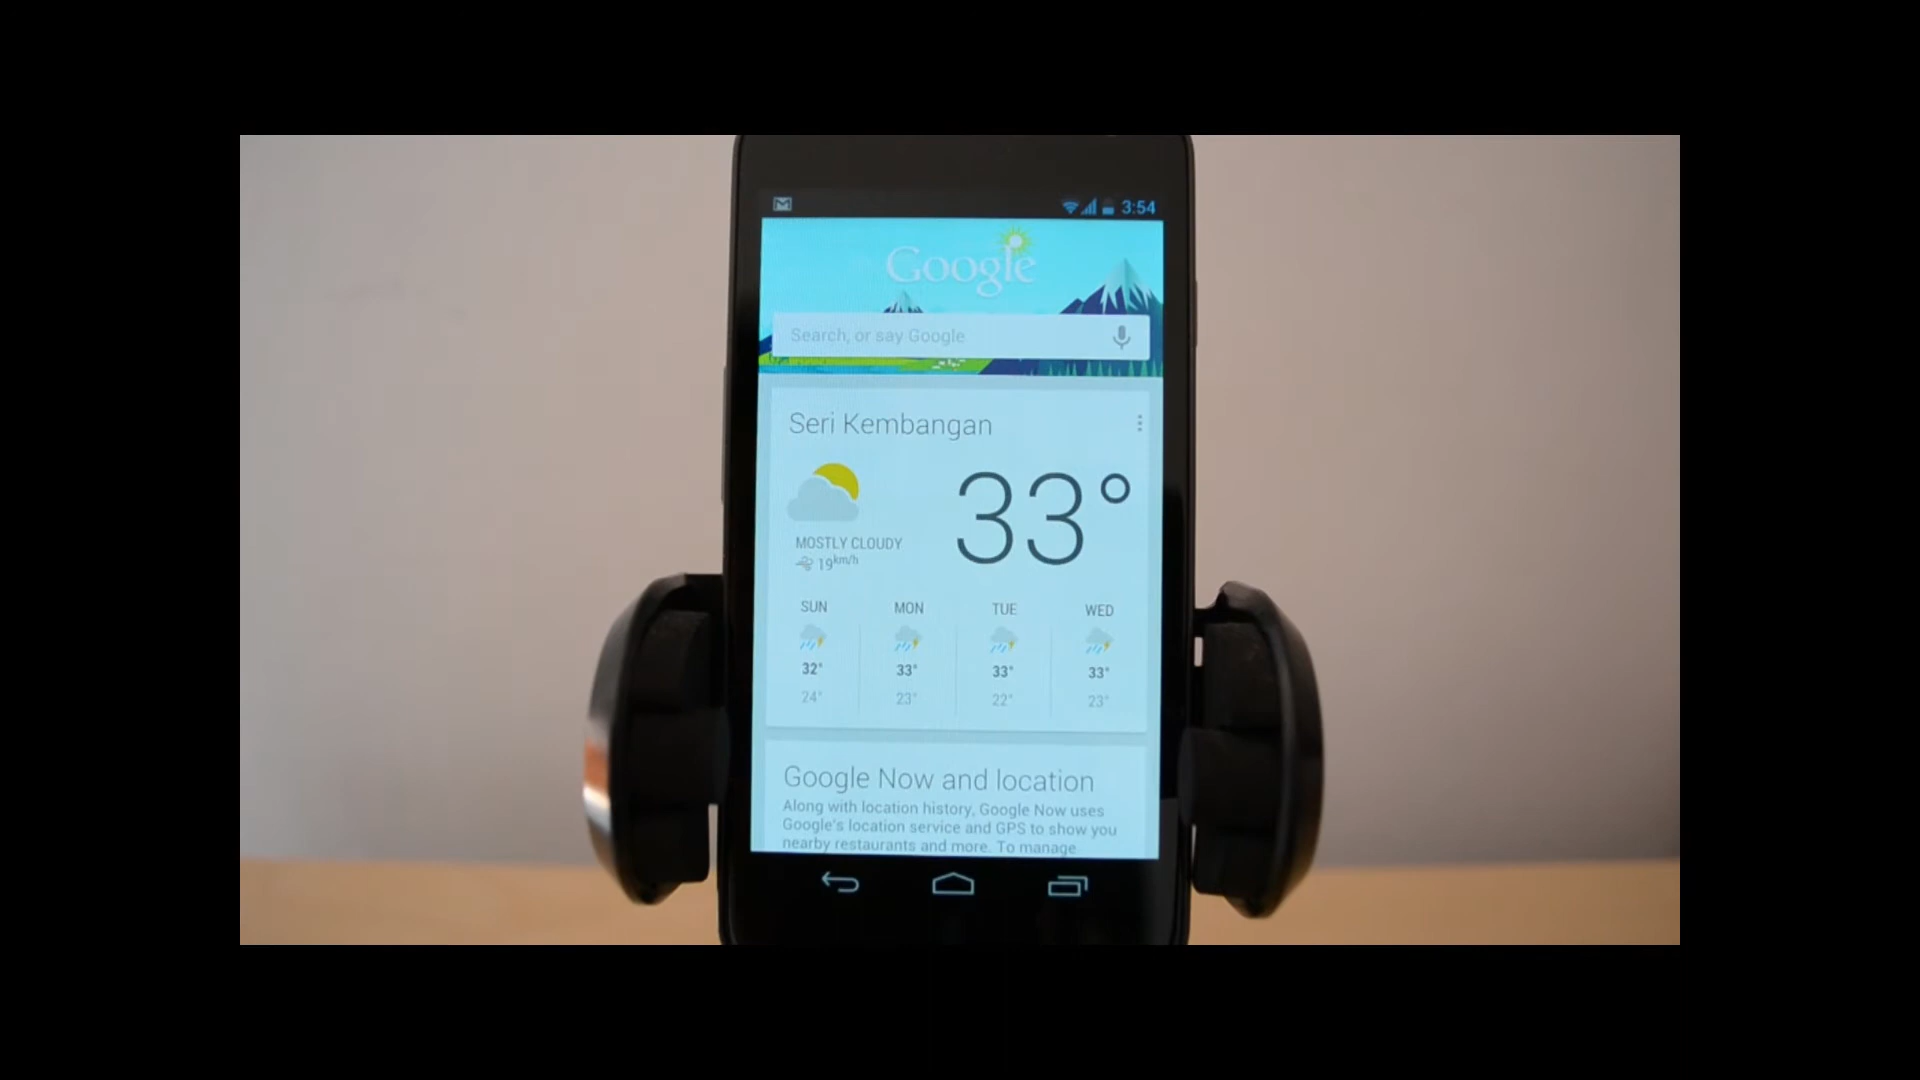 3:54
Google
Search, or say Google
Seri Kembangan
33°
MOSTLY CLOUDY
19km/h
SUN MON TUE WED
32° 33° 33° 33°
24° 23° 22° 23°
Google Now and location
Along with location history, Google Now uses
Google's location service and GPS to show you
nearby restaurants and more. To manage